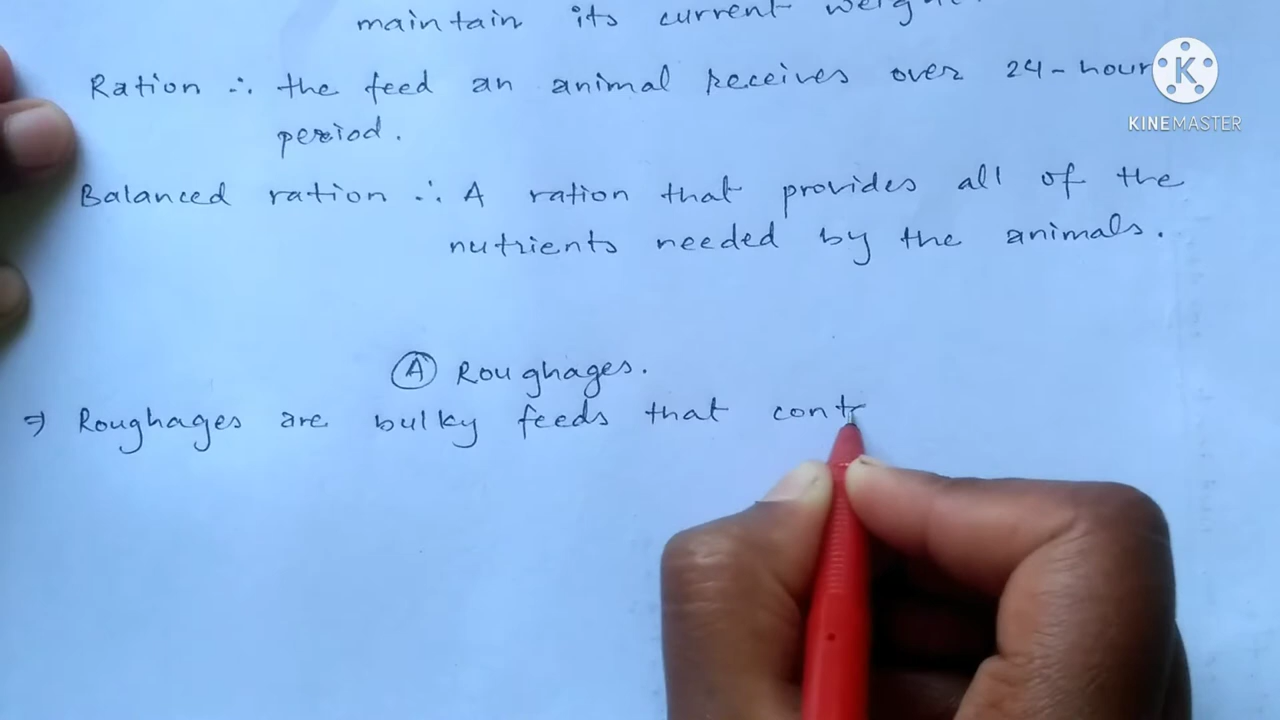 maintain its current weight.
Ration ∴ the feed an animal receives over 24-hour
period.
Balanced ration ∴ A ration that provides all of the
nutrients needed by the animals.
Ⓐ Roughages.
⇒ Roughages are bulky feeds that cont
K
KINEMASTER